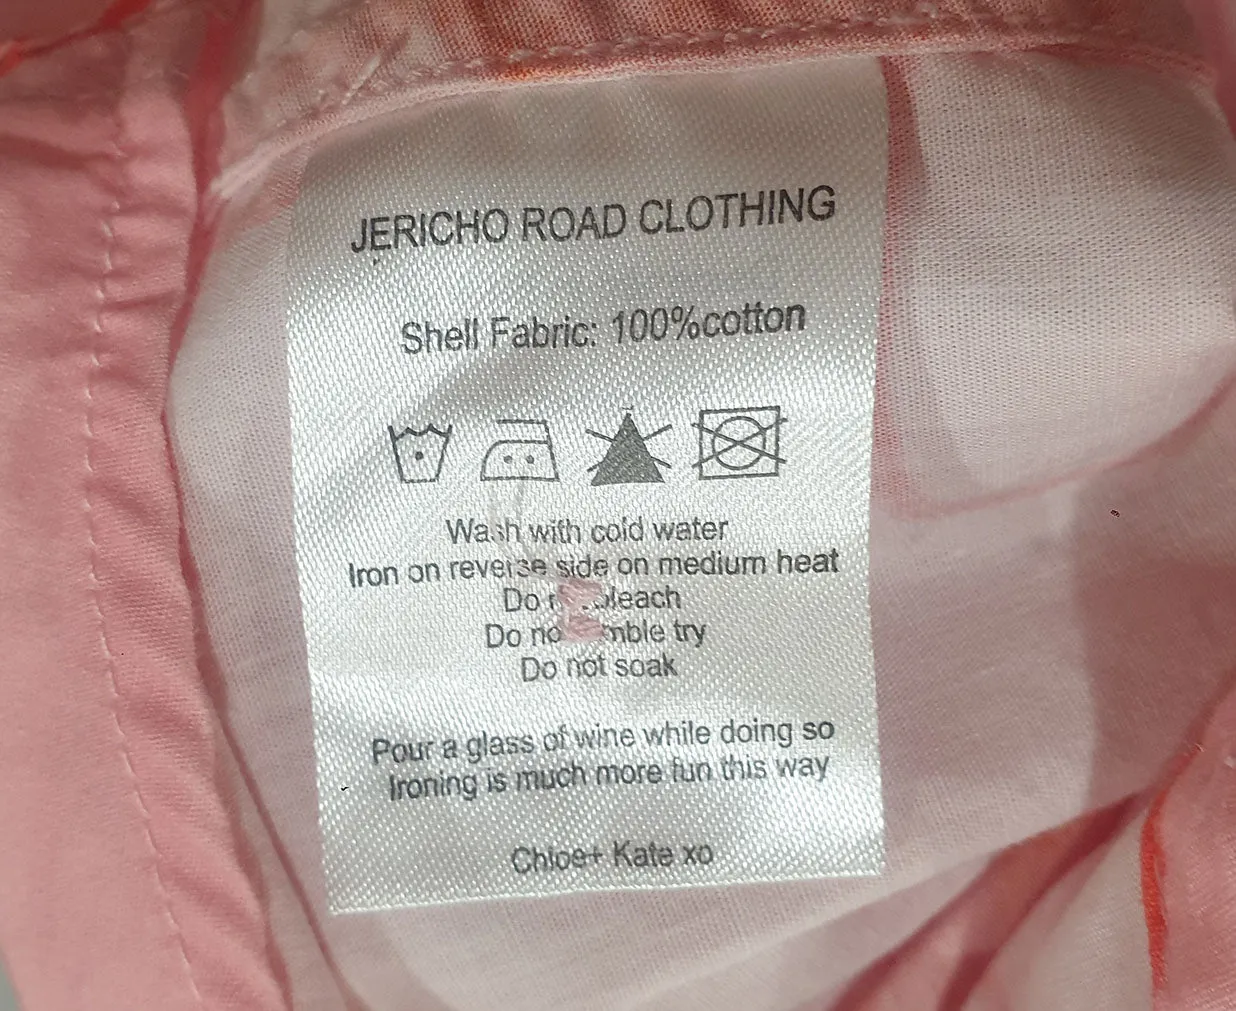 JERICHO ROAD CLOTHING
Shell Fabric: 100%cotton
Wash with cold water
Iron on reverse side on medium heat
Do bleach
Do try
Do not soak
Pour a glass of wine while doing so
Ironing is much more fun this way
Chloe+ Kate xo